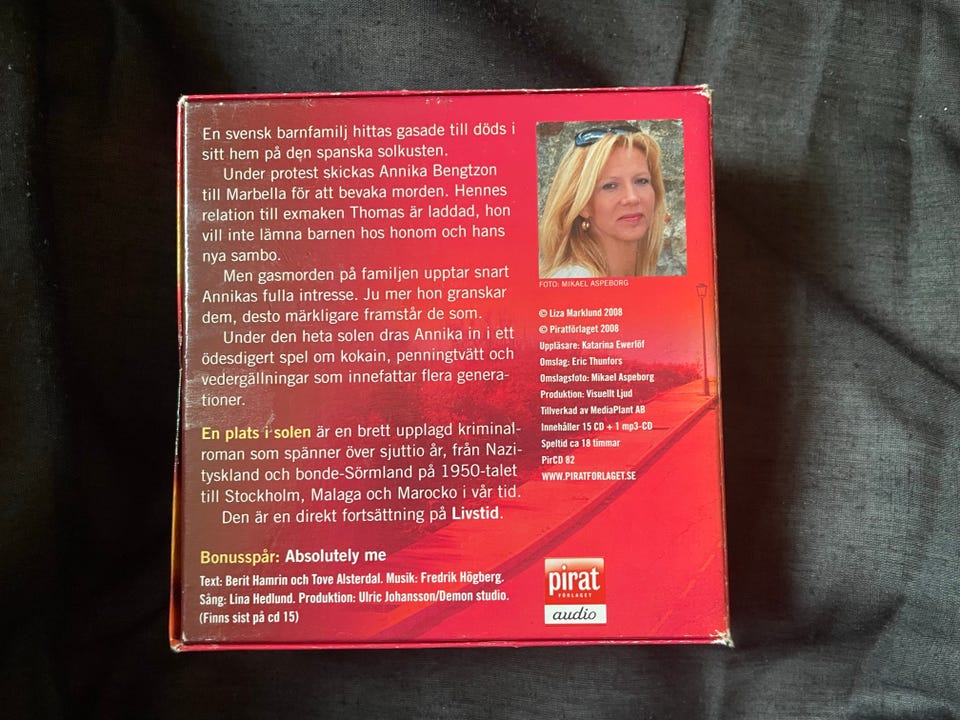 En svensk barnfamilj hittas gasade till döds i
sitt hem på den spanska solkusten.
Under protest skickas Annika Bengtzon
till Marbella för att bevaka morden. Hennes
relation till exmaken Thomas är laddad, hon
vill inte lämna barnen hos honom och hans
nya sambo.
Men gasmorden på familjen upptar snart
Annikas fulla intresse. Ju mer hon granskar
dem, desto märkligare framstår de som.
Under den heta solen dras Annika in i ett
ödesdigert spel om kokain, penningtvätt och
vedergällningar som innefattar flera genera-
tioner.
En plats i solen är en brett upplagd kriminal-
roman som spänner över sjuttio år, från Nazi-
tyskland och bonde-Sörmland på 1950-talet
till Stockholm, Malaga och Marocko i vår tid.
Den är en direkt fortsättning på Livstid.
Bonusspår: Absolutely me
Text: Berit Hamrin och Tove Alsterdal. Musik: Fredrik Högberg.
Sång: Lina Hedlund. Produktion: Ulric Johansson/Demon studio.
(Finns sist på cd 15)
FOTO: MIKAEL ASPEBORG
© Liza Marklund 2008
© Piratförlaget 2008
Uppläsare: Katarina Ewerlöf
Omslag: Eric Thunfors
Omslagsfoto: Mikael Aspeborg
Produktion: Visuellt Ljud
Tillverkad av MediaPlant AB
Innehåller 15 CD + 1 mp3-CD
Speltid ca 18 timmar
PirCD 82
WWW.PIRATFORLAGET.SE
pirat
FÖRLAGET
audio